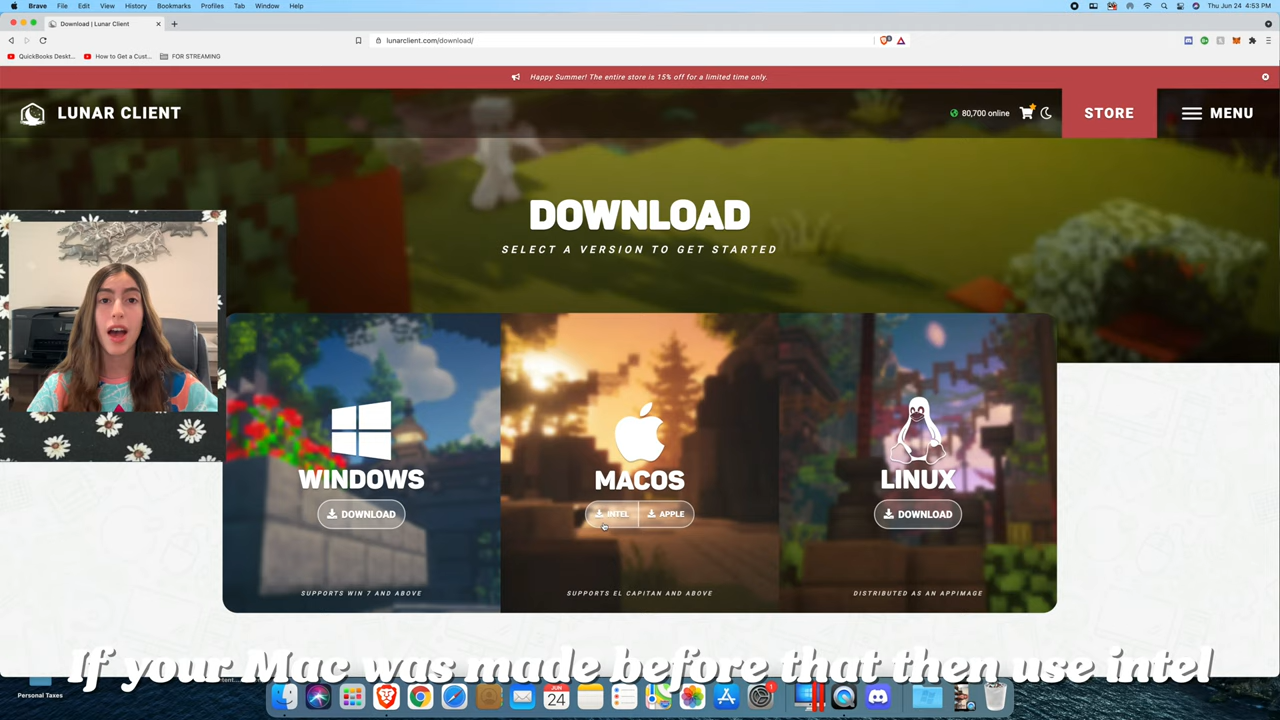 Brave File Edit View History Bookmarks Profiles Tab Window Help
Thu Jun 24 4:53 PM
Download | Lunar Client
lunarclient.com/download/
QuickBooks Deskt... How to Get a Cust... FOR STREAMING
Happy Summer! The entire store is 15% off for a limited time only.
LUNAR CLIENT
80,700 online
STORE
MENU
DOWNLOAD
SELECT A VERSION TO GET STARTED
WINDOWS
DOWNLOAD
SUPPORTS WIN 7 AND ABOVE
MACOS
INTEL APPLE
SUPPORTS EL CAPITAN AND ABOVE
LINUX
DOWNLOAD
DISTRIBUTED AS AN APPIMAGE
If your Mac was made before that then use intel
Personal Taxes
JUN
24